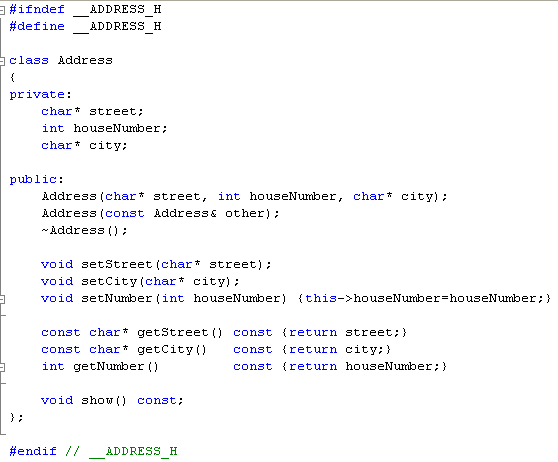 #ifndef __ADDRESS_H
#define __ADDRESS_H
class Address
{
private:
char* street;
int houseNumber;
char* city;
public:
Address(char* street, int houseNumber, char* city);
Address(const Address& other);
~Address();
void setStreet(char* street);
void setCity(char* city);
void setNumber(int houseNumber) {this->houseNumber=houseNumber;}
const char* getStreet() const {return street;}
const char* getCity() const {return city;}
int getNumber() const {return houseNumber;}
void show() const;
};
#endif // __ADDRESS_H